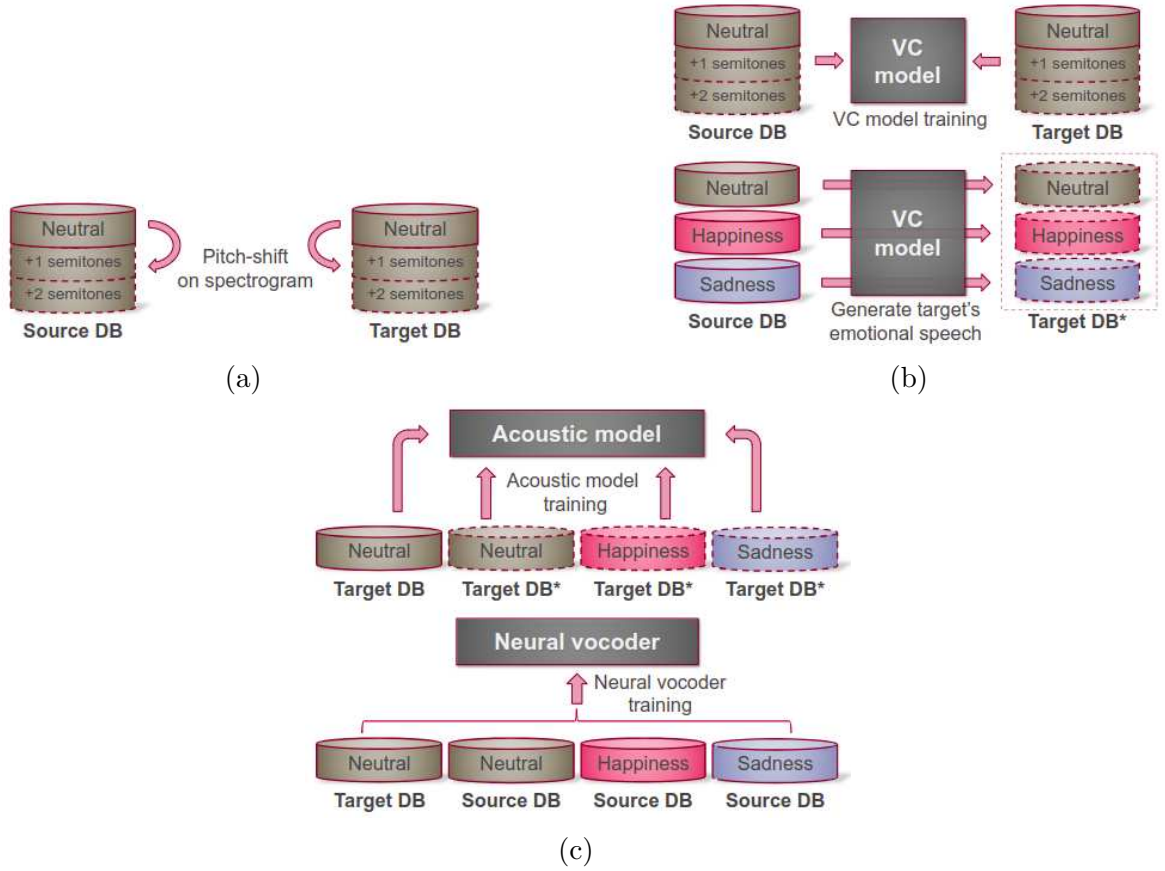 Neutral
+1 semitones
+2 semitones
Source DB
Pitch-shift
on spectrogram
Neutral
+1 semitones
+2 semitones
Target DB
(a)
Neutral
+1 semitones
+2 semitones
Source DB
VC
model
VC model training
Neutral
+1 semitones
+2 semitones
Target DB
Neutral
Happiness
Sadness
Source DB
VC
model
Generate target's
emotional speech
Neutral
Happiness
Sadness
Target DB*
(b)
Acoustic model
Acoustic model
training
Neutral
Neutral
Happiness
Sadness
Target DB
Target DB*
Target DB*
Target DB*
Neural vocoder
Neural vocoder
training
Neutral
Neutral
Happiness
Sadness
Target DB
Source DB
Source DB
Source DB
(c)